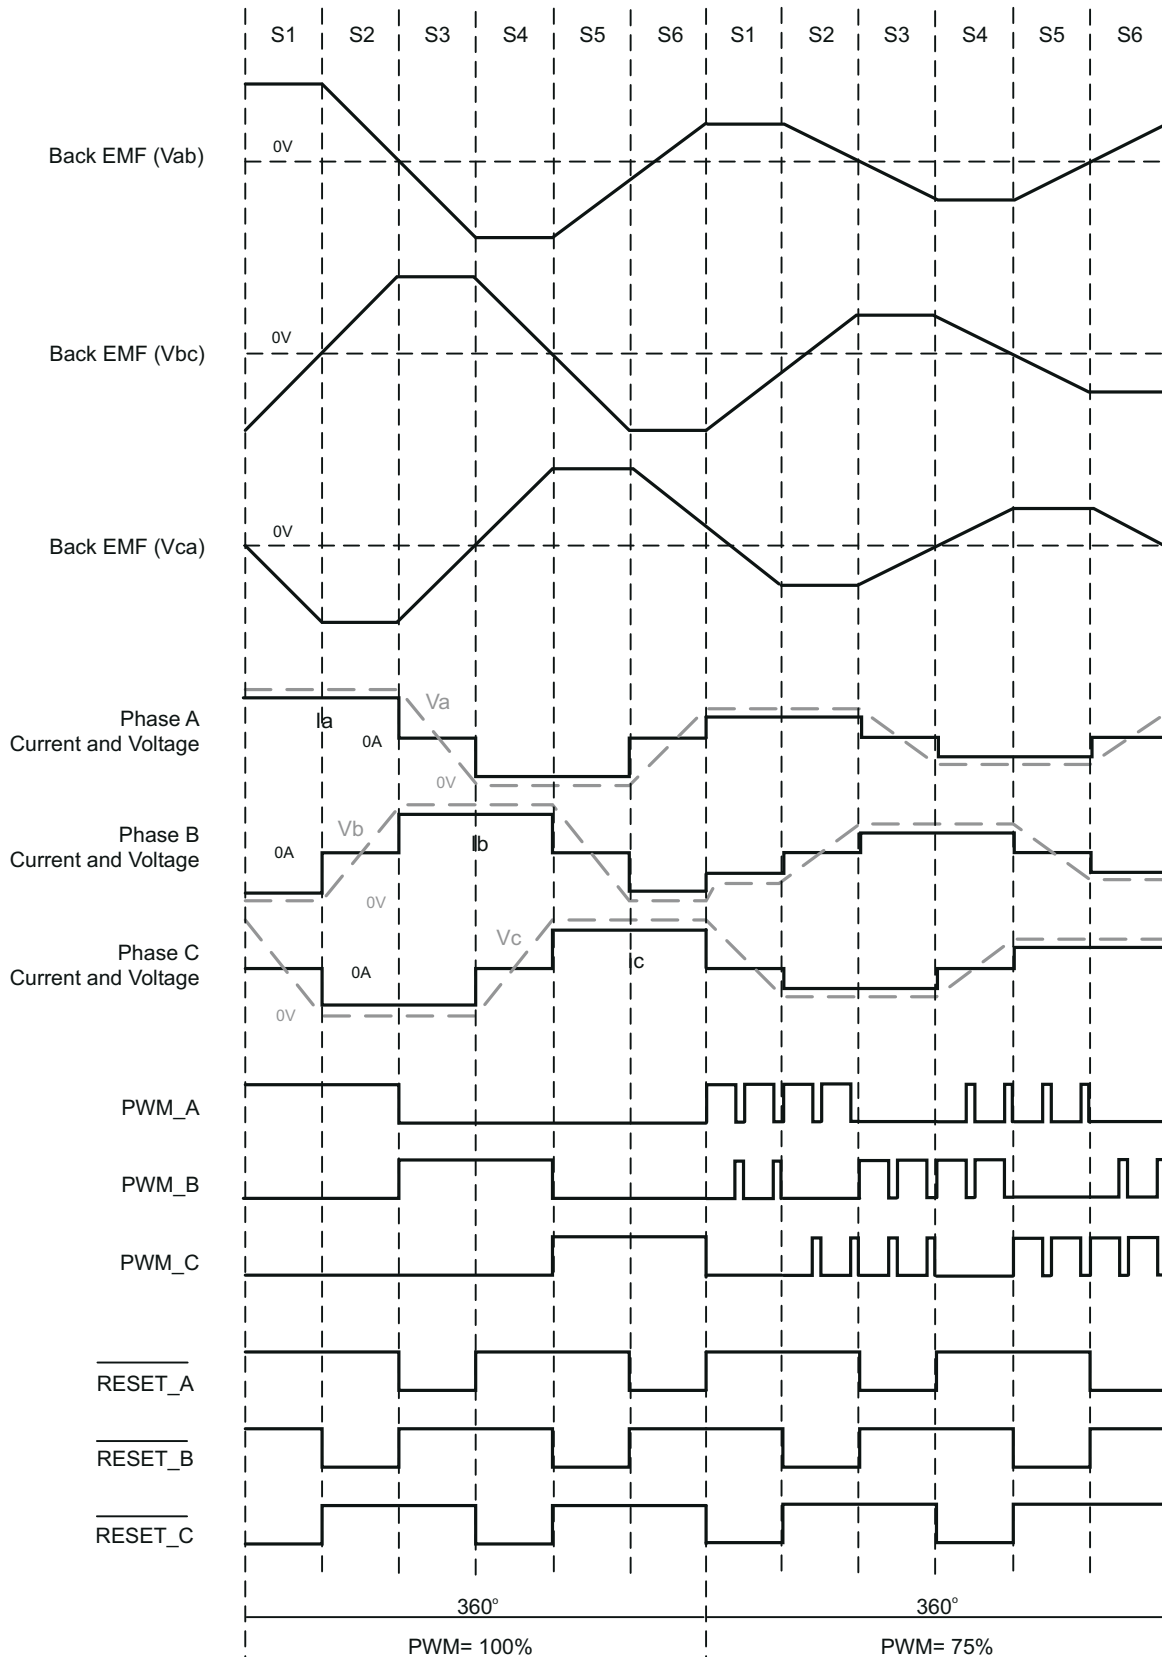 S1 S2 S3 S4 S5 S6 S1 S2 S3 S4 S5 S6
0V
Back EMF (Vab)
0V
Back EMF (Vbc)
0V
Back EMF (Vca)
Va
Phase A
Current and Voltage
Ia
0A
0V
Phase B
Current and Voltage
Vb
Ib
0A
0V
Vc
Phase C
Current and Voltage
Ic
0A
0V
PWM_A
PWM_B
PWM_C
RESET_A
RESET_B
RESET_C
360° 360°
PWM= 100% PWM= 75%